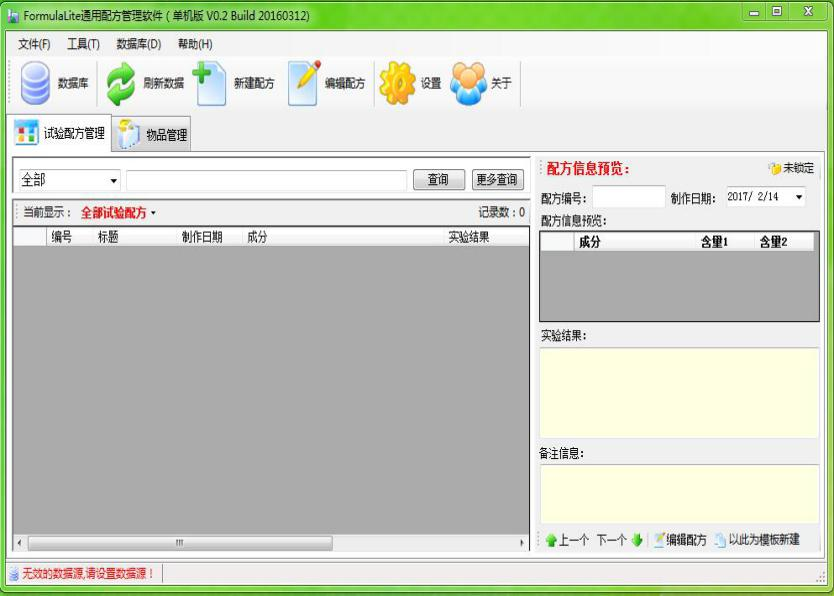 FormulaLite通用配方管理软件 ( 单机版 V0.2 Build 20160312)
文件(F) 工具(T) 数据库(D) 帮助(H)
数据库 刷新数据 新建配方 编辑配方 设置 关于
试验配方管理 物品管理
全部 查询 更多查询
当前显示： 全部试验配方 记录数：0
编号 标题 制作日期 成分 实验结果
配方信息预览： 未锁定
配方编号： 制作日期： 2017/ 2/14
配方信息预览：
成分 含量1 含量2
实验结果：
备注信息：
上一个 下一个 编辑配方 以此为模板新建
无效的数据源,请设置数据源！